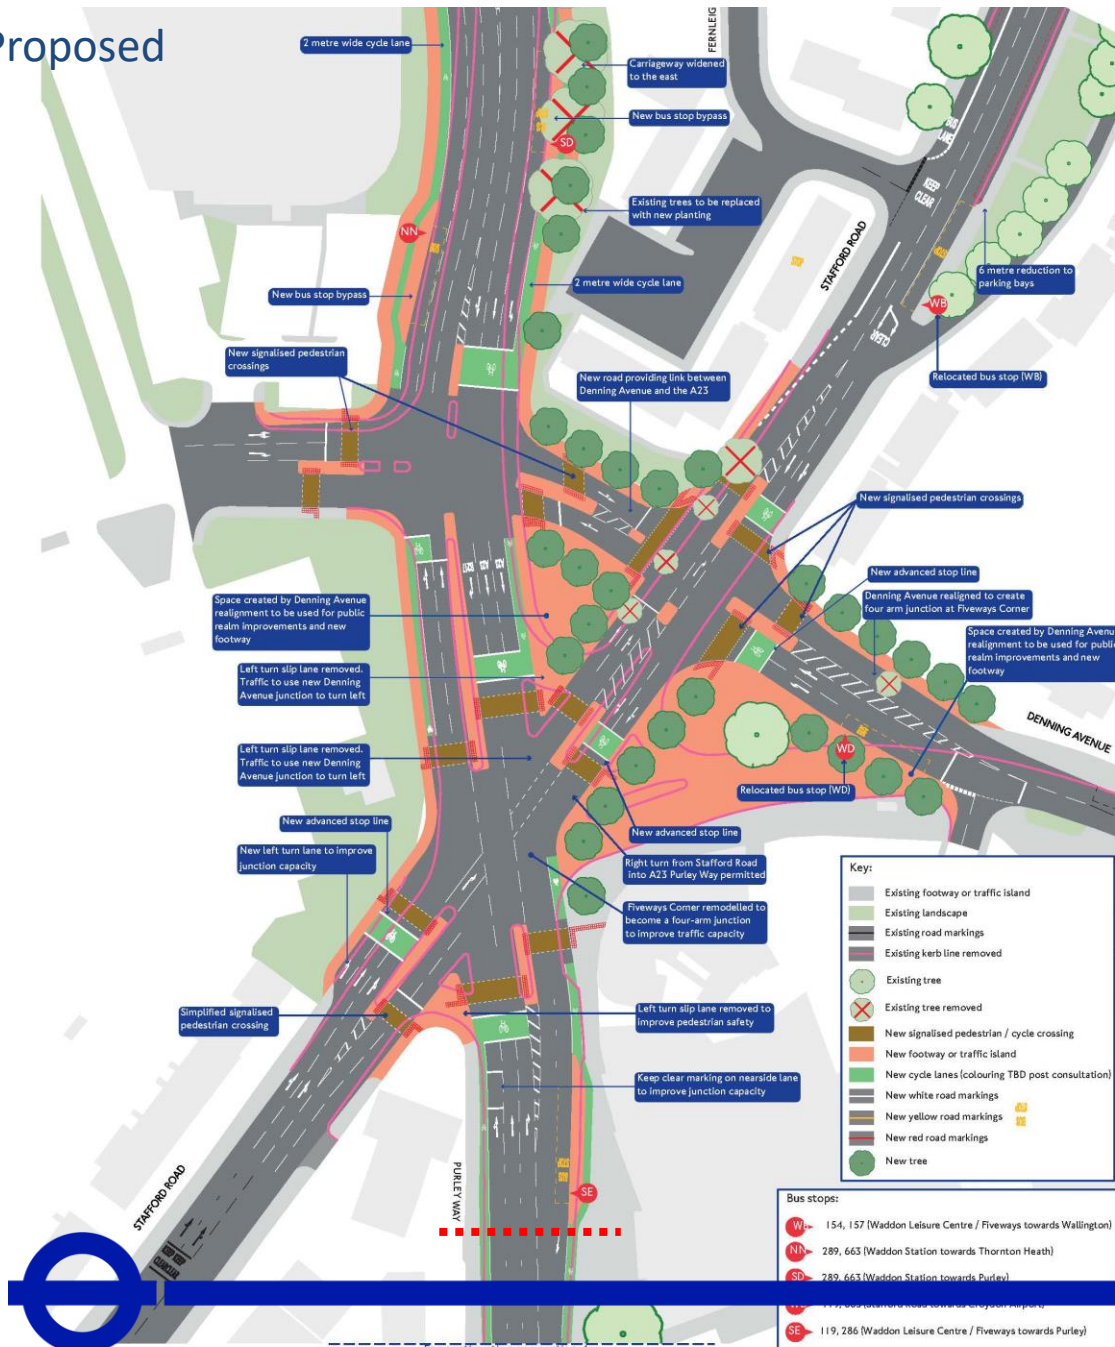 Proposed
2 metre wide cycle lane
FERNLEIG
Carriageway widened
to the east
New bus stop bypass
SD
BUS
LANE
KEEP
CLEAR
Existing trees to be replaced
with new planting
NN
STAFFORD ROAD
6 metre reduction to
parking bays
New bus stop bypass
2 metre wide cycle lane
WB
CLEAR
New signalised pedestrian
crossings
New road providing link between
Denning Avenue and the A23
Relocated bus stop (WB)
New signalised pedestrian crossings
New advanced stop line
Denning Avenue realigned to create
four arm junction at Fiveways Corner
Space created by Denning Avenue
realignment to be used for public
realm improvements and new
footway
Space created by Denning Avenue
realignment to be used for public
realm improvements and new
footway
Left turn slip lane removed.
Traffic to use new Denning
Avenue junction to turn left
DENNING AVENUE
Left turn slip lane removed.
Traffic to use new Denning
Avenue junction to turn left
WD
Relocated bus stop (WD)
New advanced stop line
New advanced stop line
New left turn lane to improve
junction capacity
Right turn from Stafford Road
into A23 Purley Way permitted
Fiveways Corner remodelled to
become a four-arm junction
to improve traffic capacity
Simplified signalised
pedestrian crossing
Left turn slip lane removed to
improve pedestrian safety
Keep clear marking on nearside lane
to improve junction capacity
STAFFORD ROAD
PURLEY WAY
SE
Key:
Existing footway or traffic island
Existing landscape
Existing road markings
Existing kerb line removed
Existing tree
Existing tree removed
New signalised pedestrian / cycle crossing
New footway or traffic island
New cycle lanes (colouring TBD post consultation)
New white road markings
New yellow road markings
New red road markings
New tree
Bus stops:
154, 157 (Waddon Leisure Centre / Fiveways towards Wallington)
NN 289, 663 (Waddon Station towards Thornton Heath)
SD 289, 663 (Waddon Station towards Purley)
SE 119, 286 (Waddon Leisure Centre / Fiveways towards Purley)